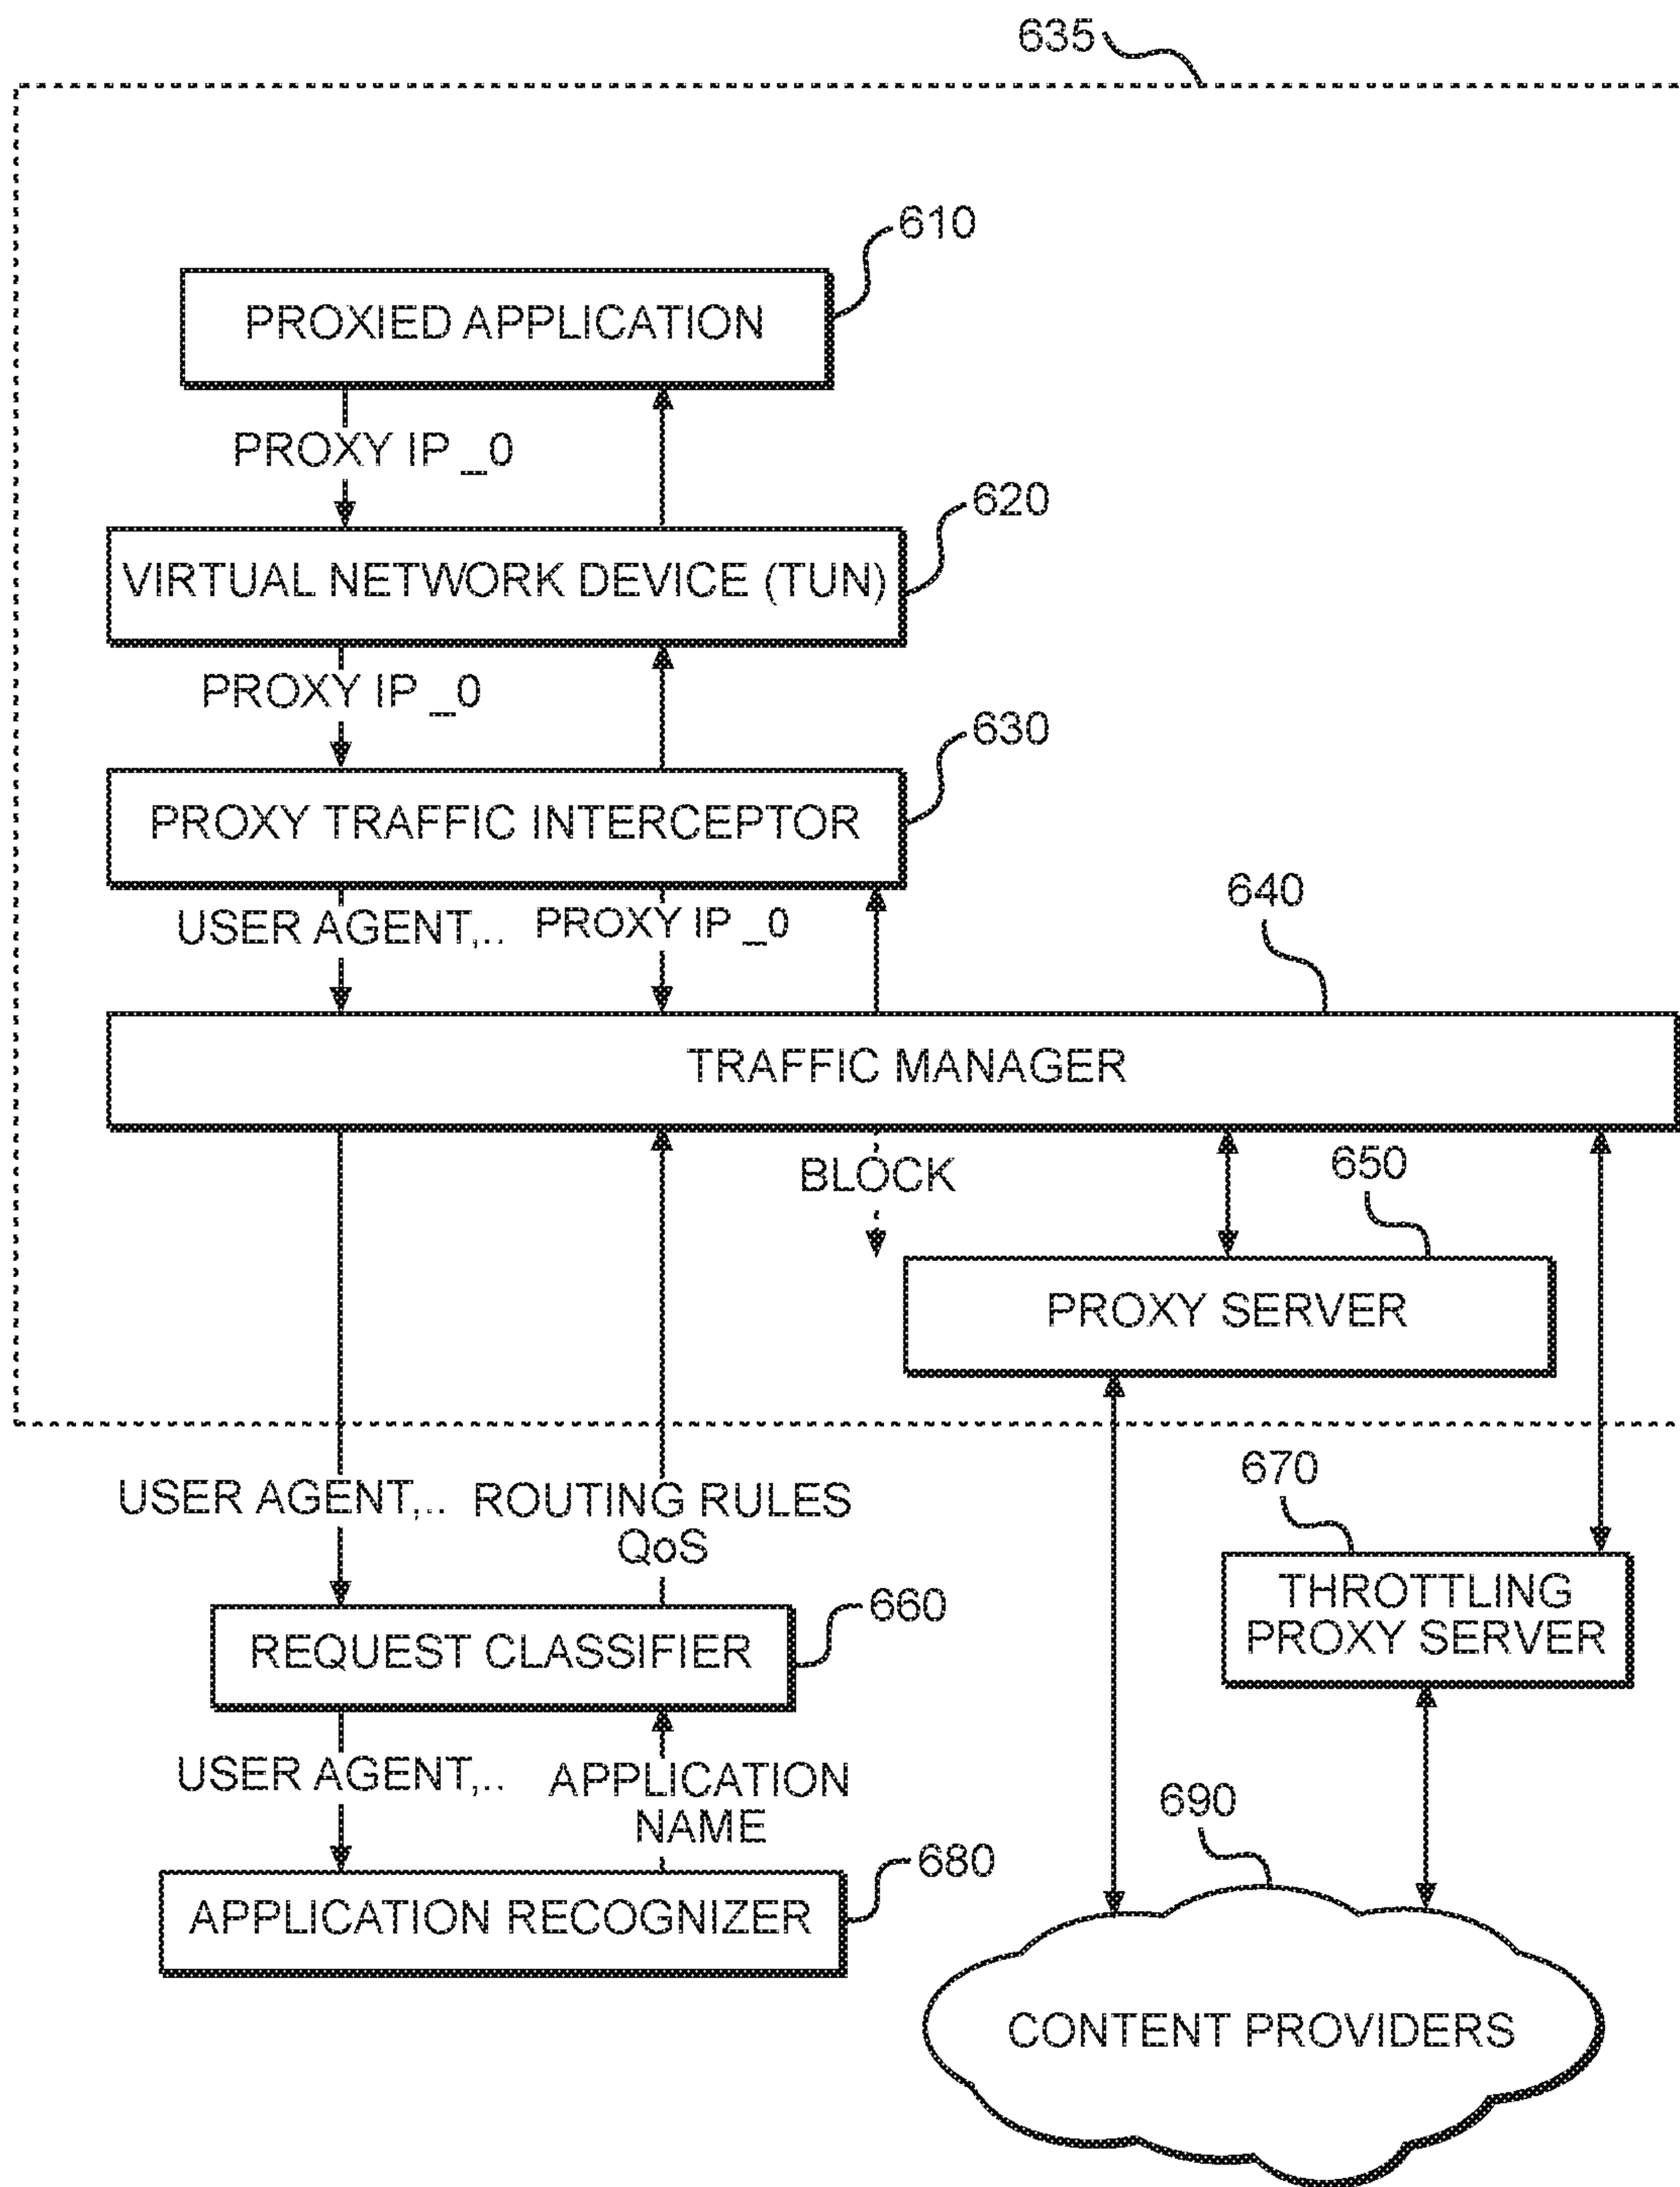 635
610
PROXIED APPLICATION
PROXY IP _0
620
VIRTUAL NETWORK DEVICE (TUN)
PROXY IP _0
630
PROXY TRAFFIC INTERCEPTOR
USER AGENT,.. PROXY IP _0
640
TRAFFIC MANAGER
BLOCK
650
PROXY SERVER
USER AGENT,.. ROUTING RULES
QoS
670
THROTTLING
PROXY SERVER
660
REQUEST CLASSIFIER
USER AGENT,.. APPLICATION
NAME
690
680
APPLICATION RECOGNIZER
CONTENT PROVIDERS